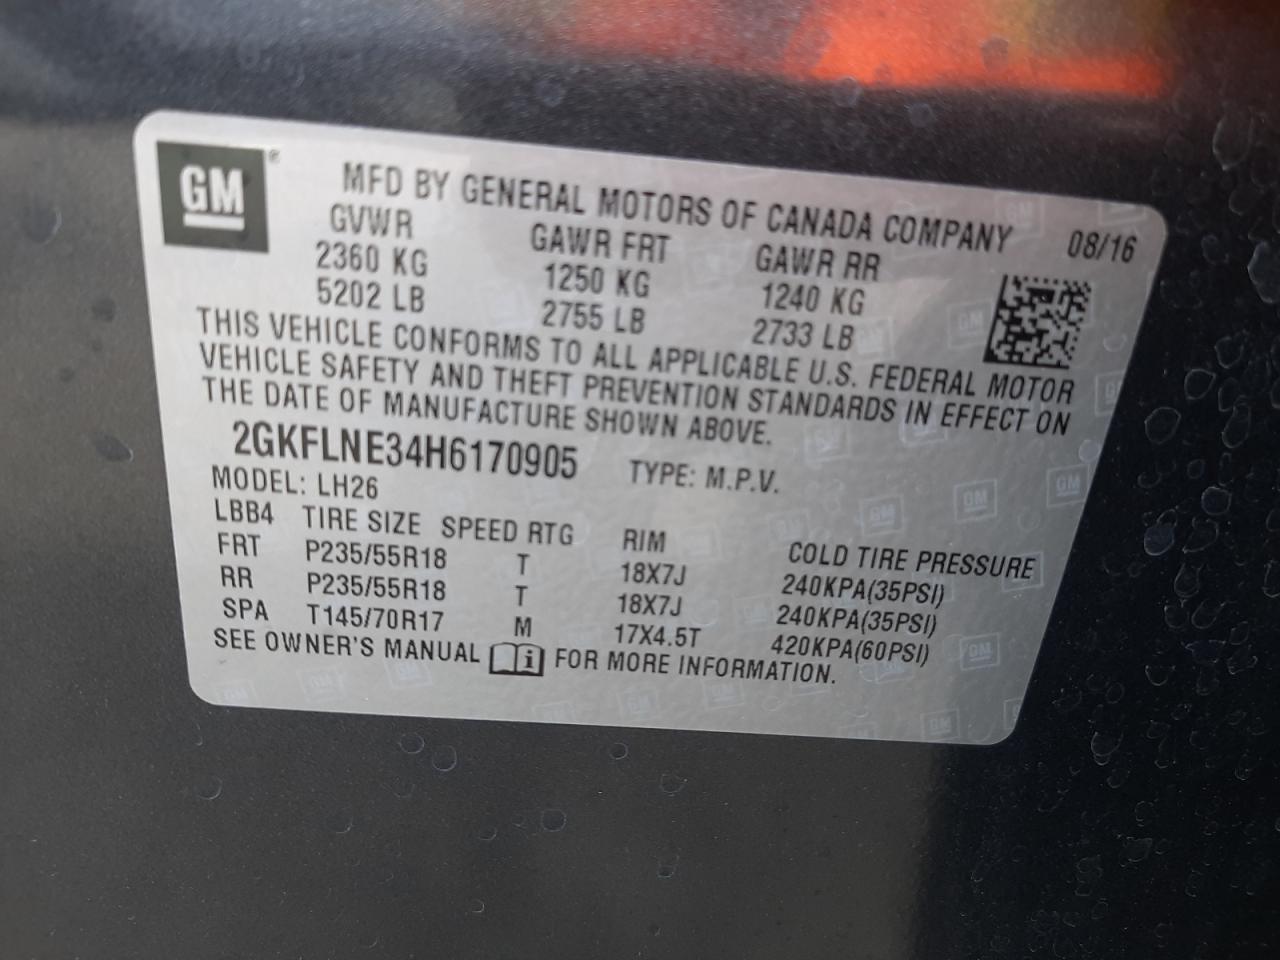 GM®
MFD BY GENERAL MOTORS OF CANADA COMPANY 08/16
GVWR GAWR FRT GAWR RR
2360 KG 1250 KG 1240 KG
5202 LB 2755 LB 2733 LB
THIS VEHICLE CONFORMS TO ALL APPLICABLE U.S. FEDERAL MOTOR
VEHICLE SAFETY AND THEFT PREVENTION STANDARDS IN EFFECT ON
THE DATE OF MANUFACTURE SHOWN ABOVE.
2GKFLNE34H6170905 TYPE: M.P.V.
MODEL: LH26
LBB4 TIRE SIZE SPEED RTG RIM COLD TIRE PRESSURE
FRT P235/55R18 T 18X7J 240KPA(35PSI)
RR P235/55R18 T 18X7J 240KPA(35PSI)
SPA T145/70R17 M 17X4.5T 420KPA(60PSI)
SEE OWNER'S MANUAL FOR MORE INFORMATION.